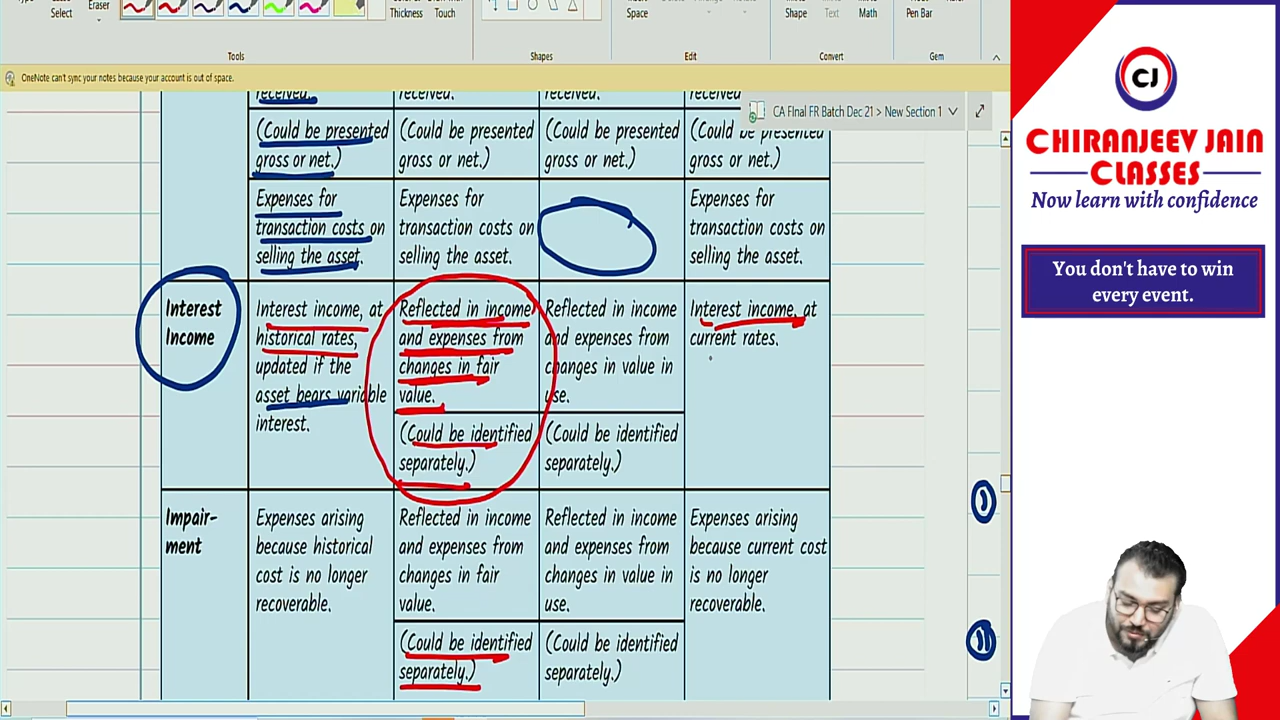 Eraser
Select
Thickness
Touch
Space
Shape
Text
Math
Pen Bar
Tools
Shapes
Edit
Convert
Gem
OneNote can't sync your notes because your account is out of space.
CA FInal FR Batch Dec 21 > New Section 1
received.
received.
received.
(Could be presented
gross or net.)
(Could be presented
gross or net.)
(Could be presented
gross or net.)
(Could be presented
gross or net.)
Expenses for
transaction costs on
selling the asset.
Expenses for
transaction costs on
selling the asset.
Expenses for
transaction costs on
selling the asset.
Interest
Income
Interest income, at
historical rates,
updated if the
asset bears variable
interest.
Reflected in income
and expenses from
changes in fair
value.
(Could be identified
separately.)
Reflected in income
and expenses from
changes in value in
use.
(Could be identified
separately.)
Interest income, at
current rates.
Impair-
ment
Expenses arising
because historical
cost is no longer
recoverable.
Reflected in income
and expenses from
changes in fair
value.
(Could be identified
separately.)
Reflected in income
and expenses from
changes in value in
use.
(Could be identified
separately.)
Expenses arising
because current cost
is no longer
recoverable.
CJ
CHIRANJEEV JAIN
CLASSES
Now learn with confidence
You don't have to win
every event.